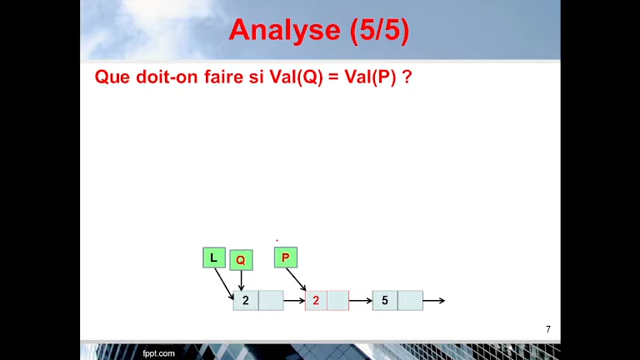 Analyse (5/5)
Que doit-on faire si Val(Q) = Val(P) ?
L Q P
2 2 5
7
fppt.com